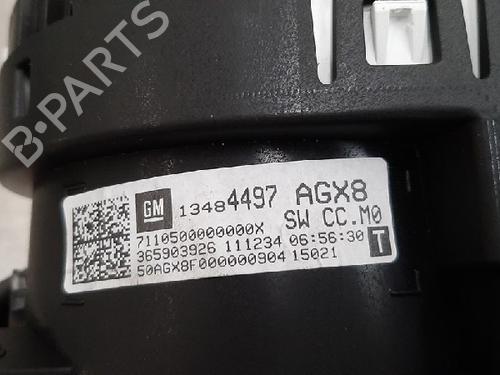 B-PARTS
GM 13484497 AGX8
SW CC.M0
7110500000000X
365903926 111234 06:56:30 T
50AGX8F000000904 15021